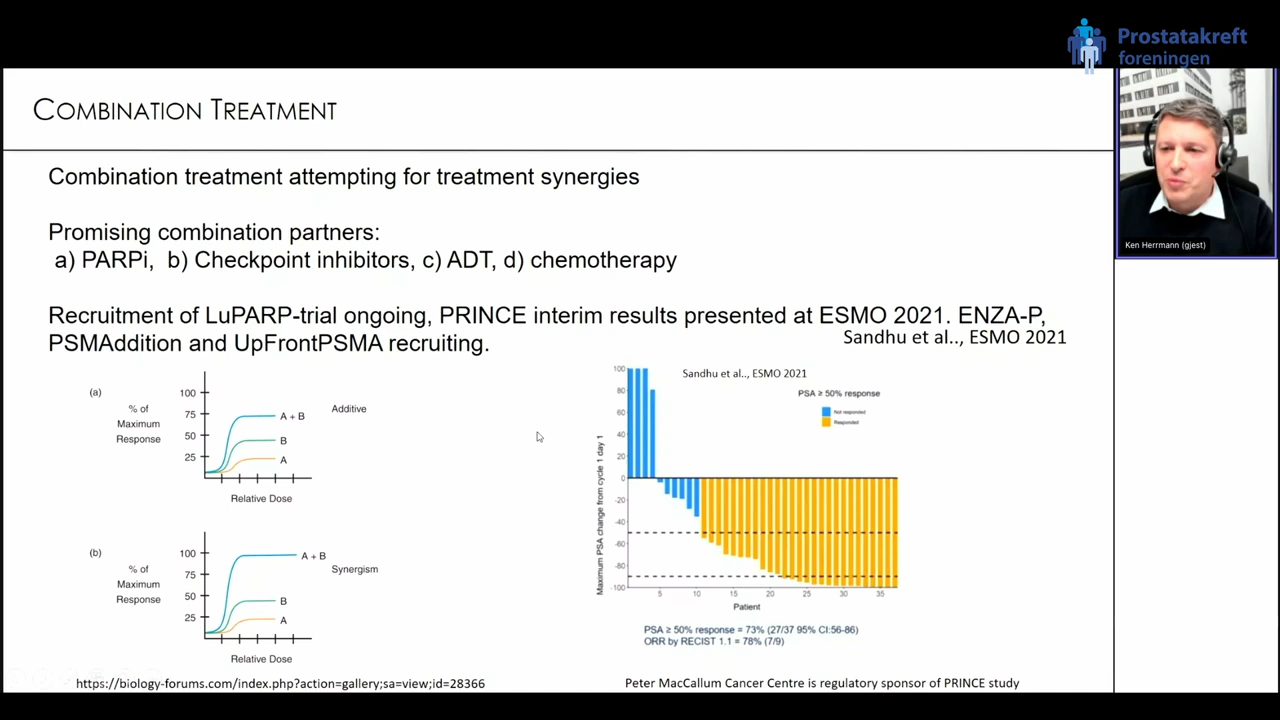 Prostatakreft
foreningen
COMBINATION TREATMENT
Combination treatment attempting for treatment synergies
Promising combination partners:
a) PARPi, b) Checkpoint inhibitors, c) ADT, d) chemotherapy
Recruitment of LuPARP-trial ongoing, PRINCE interim results presented at ESMO 2021. ENZA-P,
PSMAddition and UpFrontPSMA recruiting.
Sandhu et al.., ESMO 2021
Ken Herrmann (gjest)
(a)
% of
Maximum
Response
100
75
50
25
A + B
B
A
Additive
Relative Dose
(b)
% of
Maximum
Response
100
75
50
25
A + B
B
A
Synergism
Relative Dose
https://biology-forums.com/index.php?action=gallery;sa=view;id=28366
Sandhu et al.., ESMO 2021
PSA ≥ 50% response
Not responded
Responded
Maximum PSA change from cycle 1 day 1
100
80
60
40
20
0
-20
-40
-60
-80
-100
5
10
15
20
25
30
35
Patient
PSA ≥ 50% response = 73% (27/37 95% CI:56-86)
ORR by RECIST 1.1 = 78% (7/9)
Peter MacCallum Cancer Centre is regulatory sponsor of PRINCE study